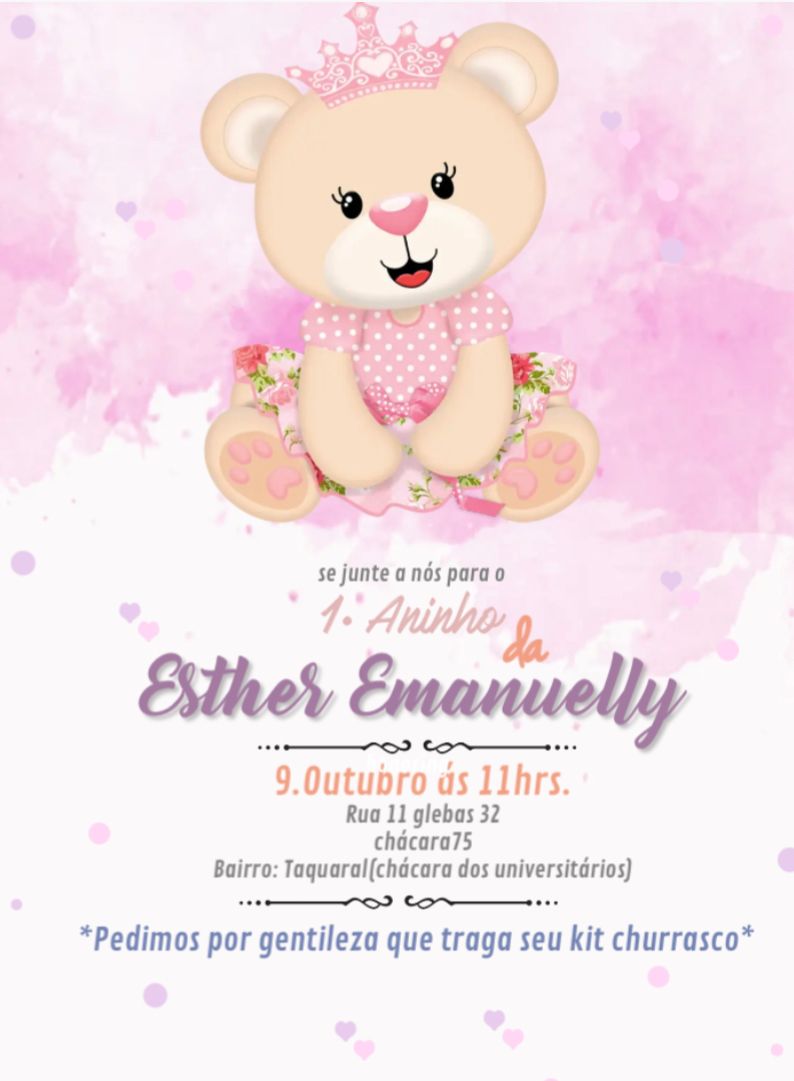 se junte a nós para o
1. Aninho
da
Esther Emanuelly
9.Outubro ás 11hrs.
Rua 11 glebas 32
chácara75
Bairro: Taquaral(chácara dos universitários)
*Pedimos por gentileza que traga seu kit churrasco*